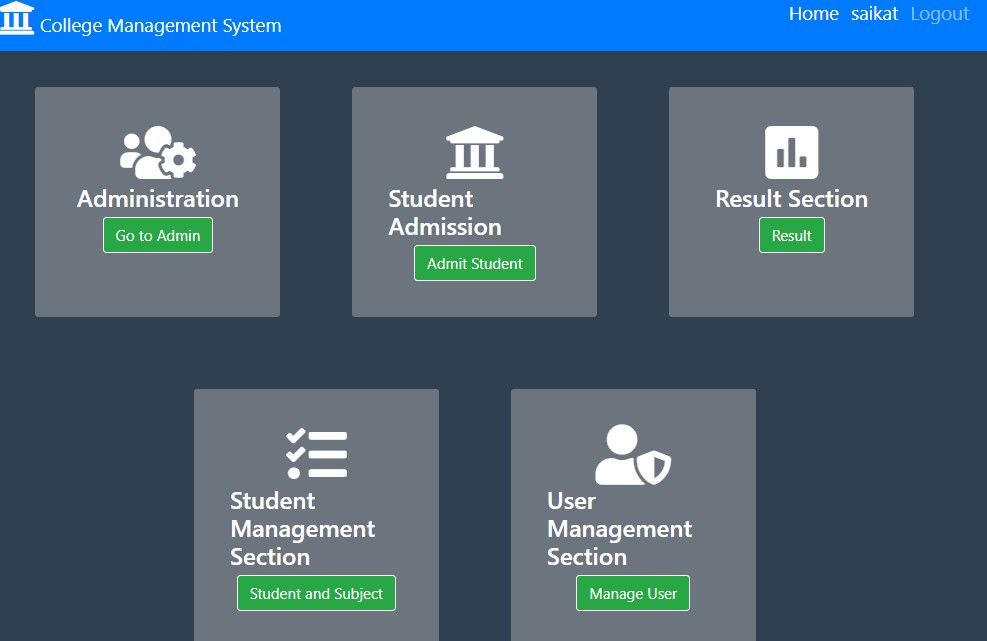 College Management System
Home saikat Logout
Administration
Go to Admin
Student
Admission
Admit Student
Result Section
Result
Student
Management
Section
Student and Subject
User
Management
Section
Manage User